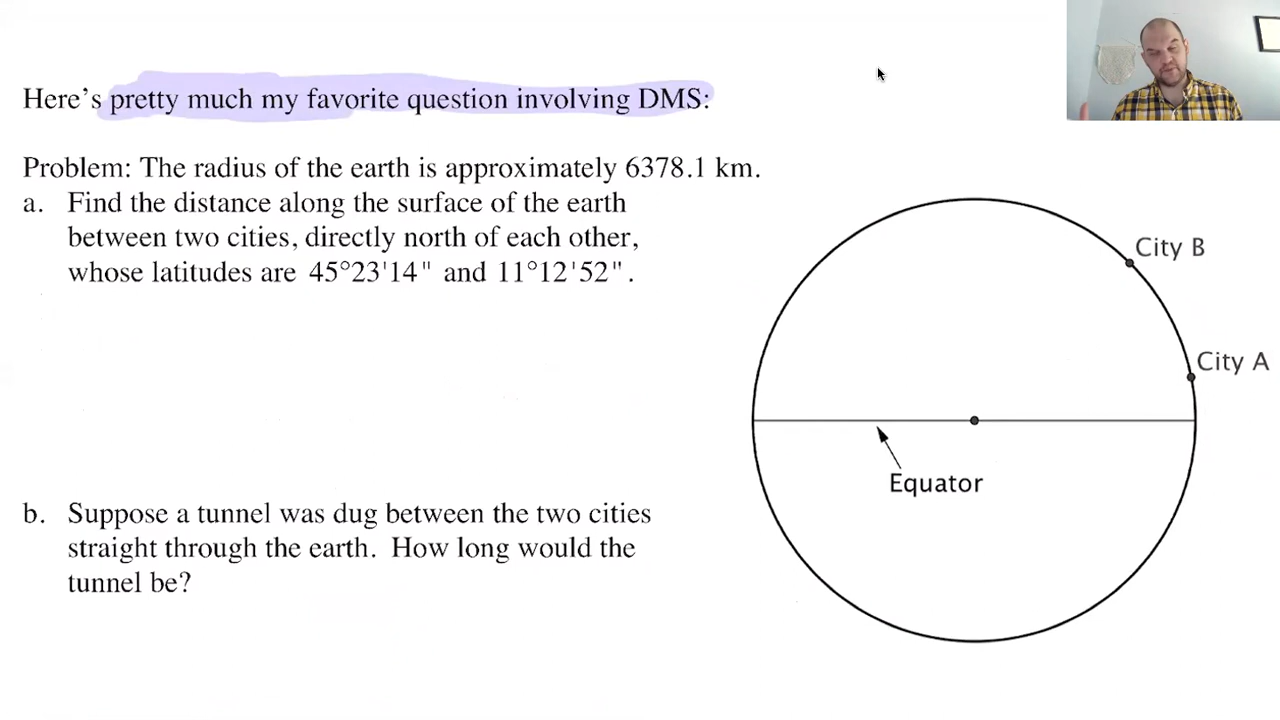 Here's pretty much my favorite question involving DMS:
Problem: The radius of the earth is approximately 6378.1 km.
a. Find the distance along the surface of the earth
between two cities, directly north of each other,
whose latitudes are 45°23'14" and 11°12'52".
City B
City A
Equator
b. Suppose a tunnel was dug between the two cities
straight through the earth. How long would the
tunnel be?